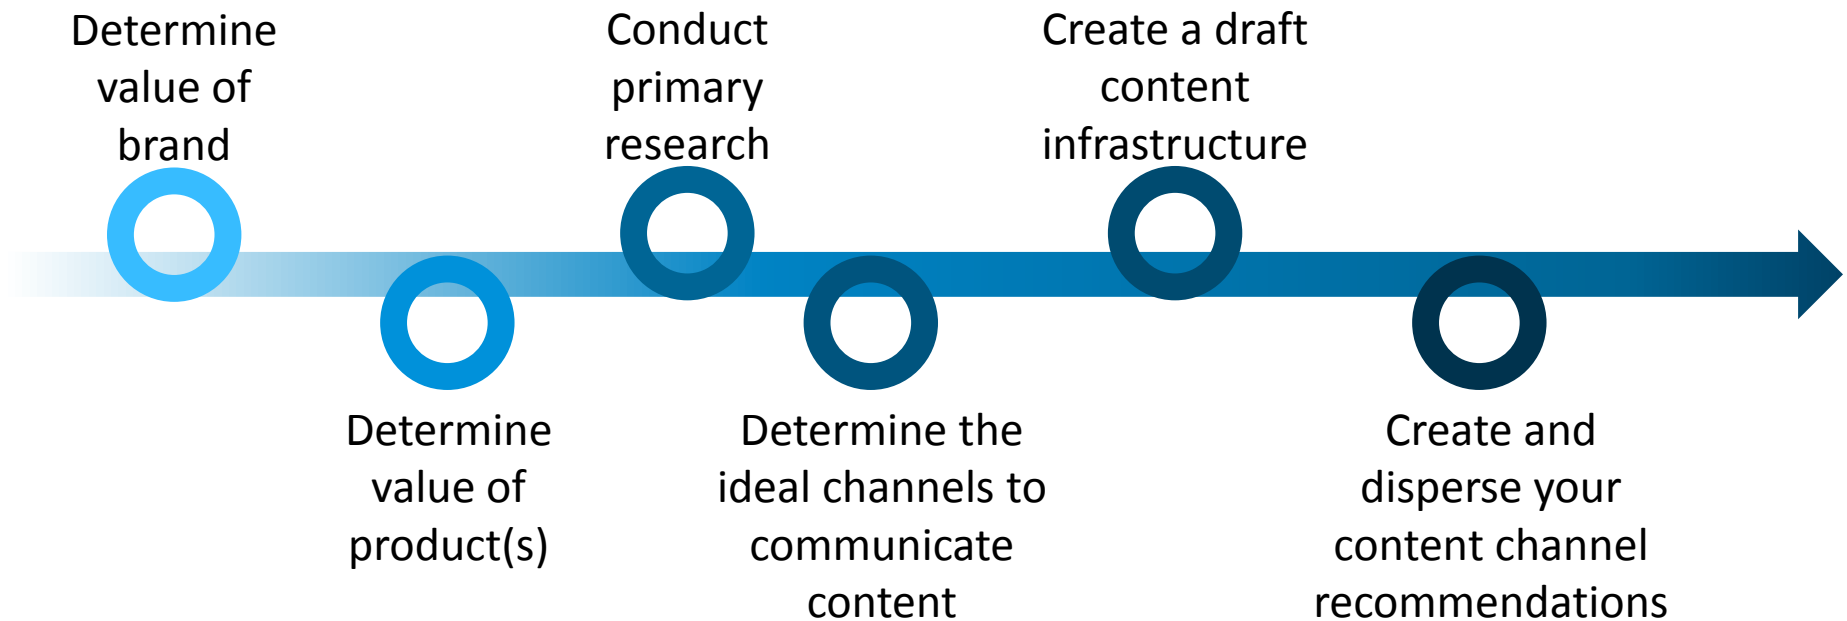 Determine
value of
brand
Determine
value of
product(s)
Conduct
primary
research
Determine the
ideal channels to
communicate
content
Create a draft
content
infrastructure
Create and
disperse your
content channel
recommendations